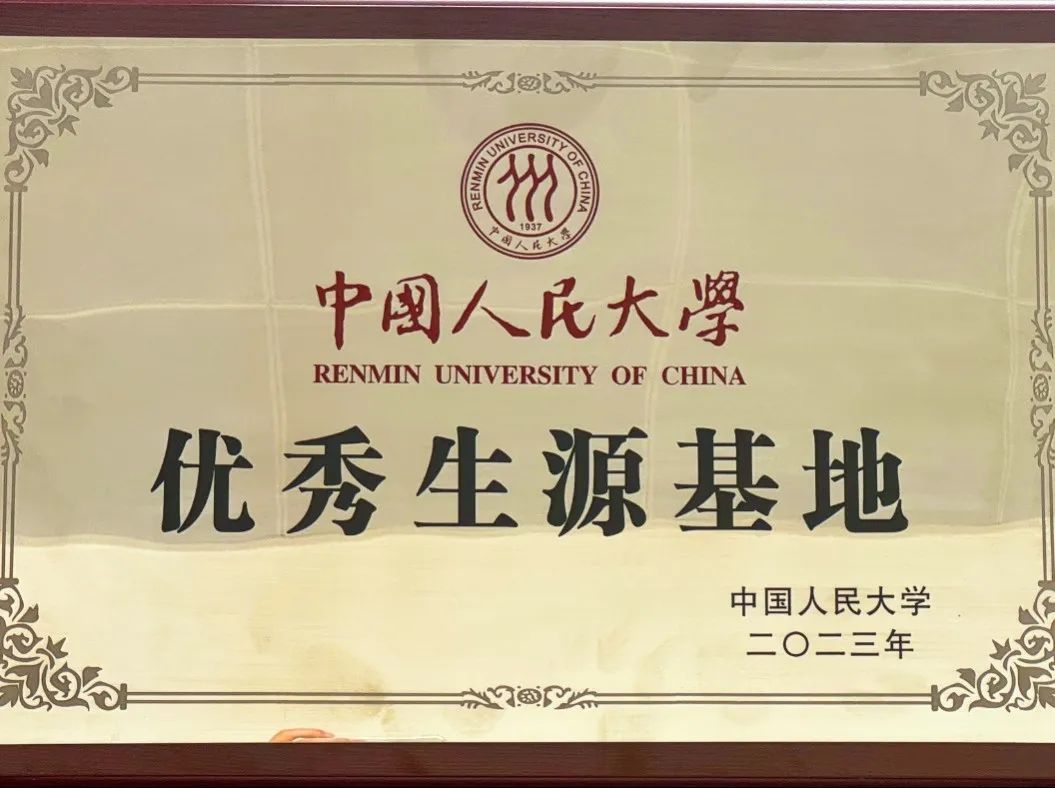 RENMIN UNIVERSITY OF CHINA
1937
中国人民大学
中國人民大學
RENMIN UNIVERSITY OF CHINA
优秀生源基地
中国人民大学
二〇二三年